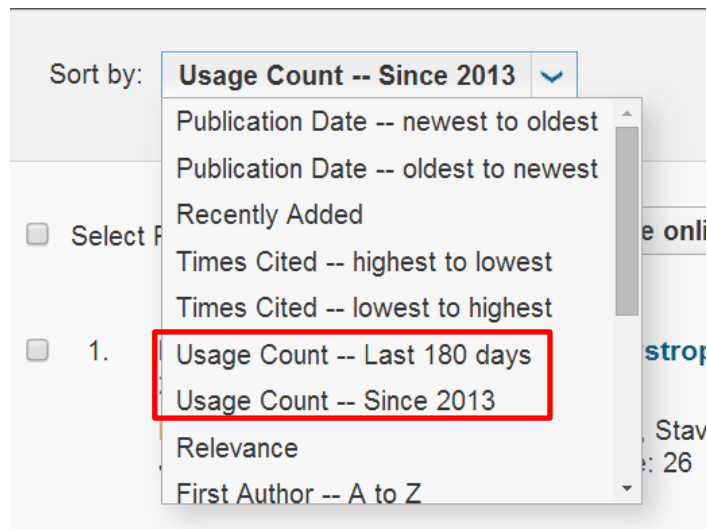 Sort by: Usage Count -- Since 2013
Publication Date -- newest to oldest
Publication Date -- oldest to newest
Recently Added
Select
Times Cited -- highest to lowest
Times Cited -- lowest to highest
1.
Usage Count -- Last 180 days
Usage Count -- Since 2013
Relevance
: 26
First Author -- A to Z